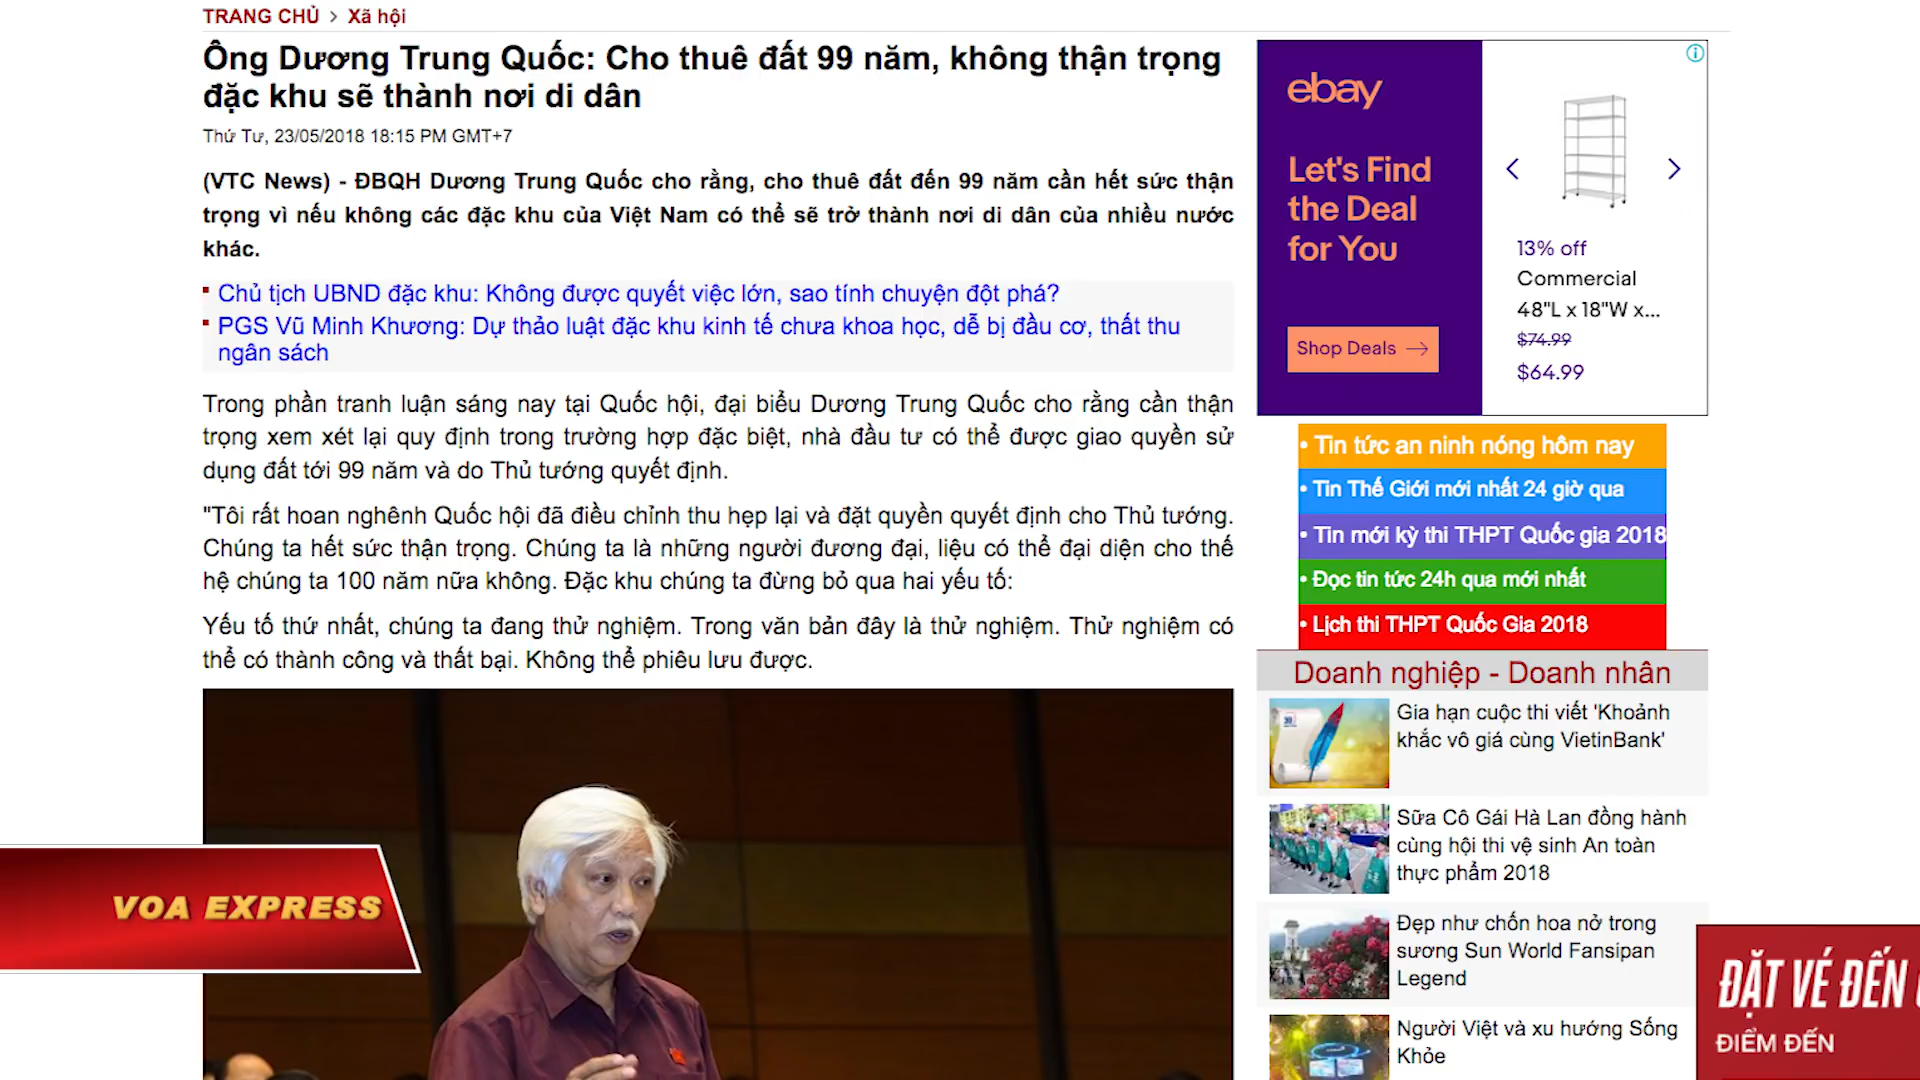 TRANG CHỦ > Xã hội
Ông Dương Trung Quốc: Cho thuê đất 99 năm, không thận trọng
đặc khu sẽ thành nơi di dân
Thứ Tư, 23/05/2018 18:15 PM GMT+7
(VTC News) - ĐBQH Dương Trung Quốc cho rằng, cho thuê đất đến 99 năm cần hết sức thận
trọng vì nếu không các đặc khu của Việt Nam có thể sẽ trở thành nơi di dân của nhiều nước
khác.
Chủ tịch UBND đặc khu: Không được quyết việc lớn, sao tính chuyện đột phá?
PGS Vũ Minh Khương: Dự thảo luật đặc khu kinh tế chưa khoa học, dễ bị đầu cơ, thất thu
ngân sách
Trong phần tranh luận sáng nay tại Quốc hội, đại biểu Dương Trung Quốc cho rằng cần thận
trọng xem xét lại quy định trong trường hợp đặc biệt, nhà đầu tư có thể được giao quyền sử
dụng đất tới 99 năm và do Thủ tướng quyết định.
"Tôi rất hoan nghênh Quốc hội đã điều chỉnh thu hẹp lại và đặt quyền quyết định cho Thủ tướng.
Chúng ta hết sức thận trọng. Chúng ta là những người đương đại, liệu có thể đại diện cho thế
hệ chúng ta 100 năm nữa không. Đặc khu chúng ta đừng bỏ qua hai yếu tố:
Yếu tố thứ nhất, chúng ta đang thử nghiệm. Trong văn bản đây là thử nghiệm. Thử nghiệm có
thể có thành công và thất bại. Không thể phiêu lưu được.
VOA EXPRESS
ebay
Let's Find
the Deal
for You
Shop Deals →
13% off
Commercial
48"L x 18"W x...
$74.99
$64.99
• Tin tức an ninh nóng hôm nay
• Tin Thế Giới mới nhất 24 giờ qua
• Tin mới kỳ thi THPT Quốc gia 2018
• Đọc tin tức 24h qua mới nhất
• Lịch thi THPT Quốc Gia 2018
Doanh nghiệp - Doanh nhân
Gia hạn cuộc thi viết 'Khoảnh
khắc vô giá cùng VietinBank'
Sữa Cô Gái Hà Lan đồng hành
cùng hội thi vệ sinh An toàn
thực phẩm 2018
Đẹp như chốn hoa nở trong
sương Sun World Fansipan
Legend
Người Việt và xu hướng Sống
Khỏe
ĐẶT VÉ ĐẾN
ĐIỂM ĐẾN